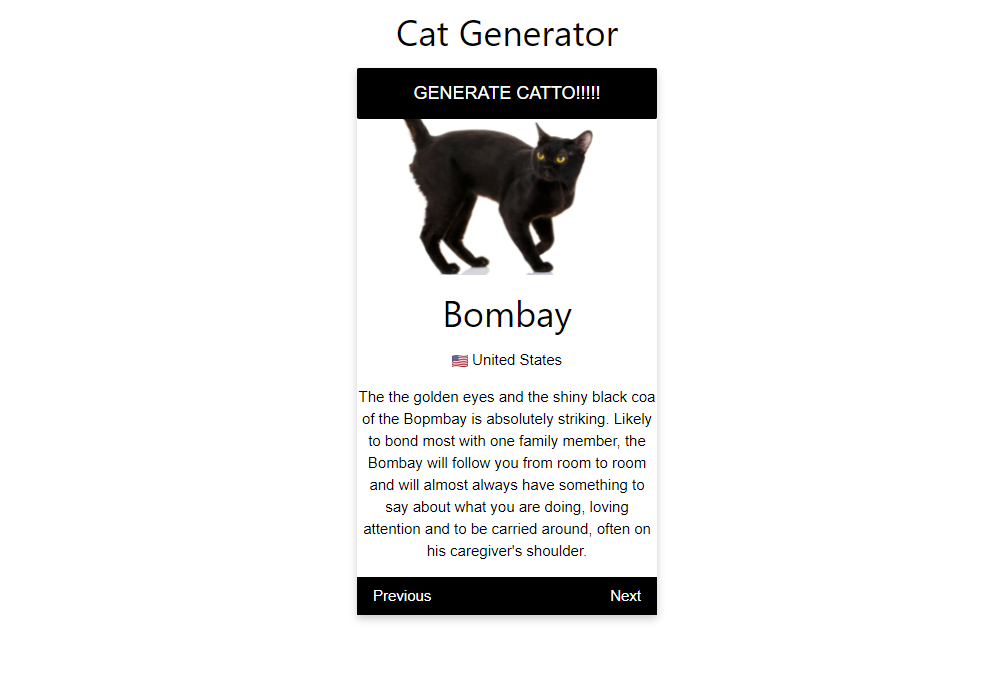 Cat Generator
GENERATE CATTO!!!!!
Bombay
🇺🇸 United States
The the golden eyes and the shiny black coa
of the Bopmbay is absolutely striking. Likely
to bond most with one family member, the
Bombay will follow you from room to room
and will almost always have something to
say about what you are doing, loving
attention and to be carried around, often on
his caregiver's shoulder.
Previous
Next